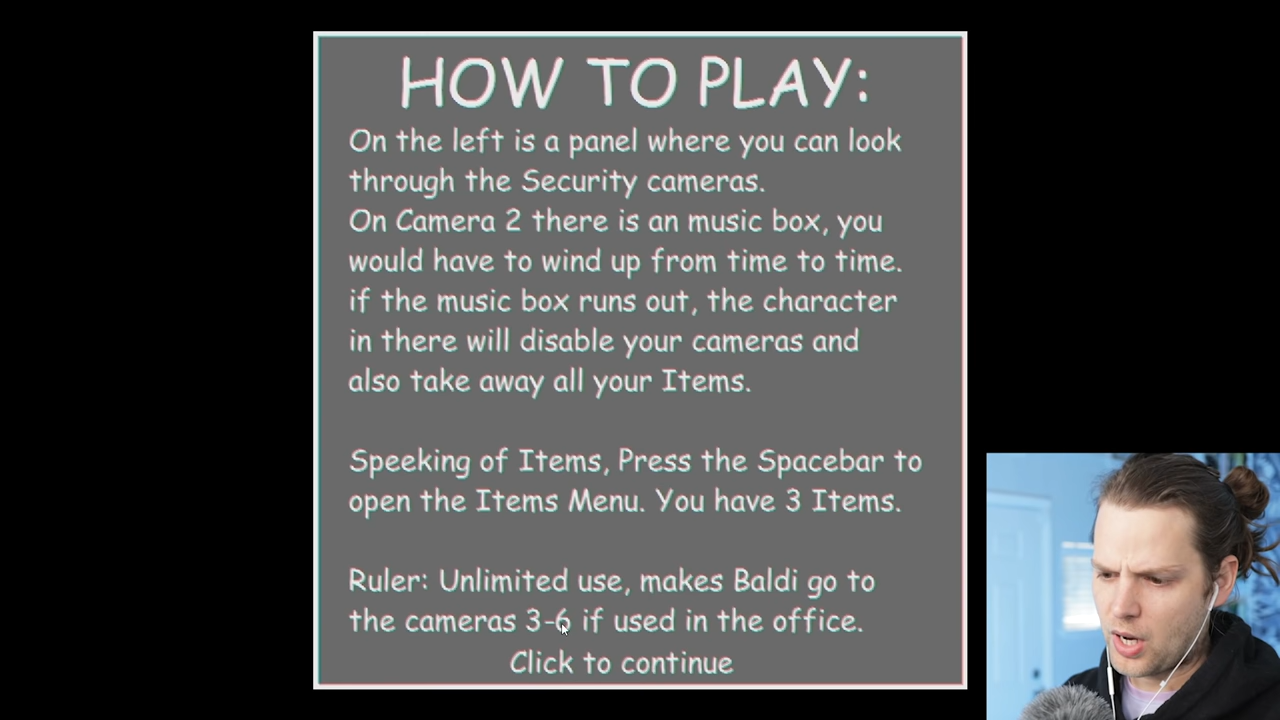 HOW TO PLAY:
On the left is a panel where you can look
through the Security cameras.
On Camera 2 there is an music box, you
would have to wind up from time to time.
if the music box runs out, the character
in there will disable your cameras and
also take away all your Items.
Speeking of Items, Press the Spacebar to
open the Items Menu. You have 3 Items.
Ruler: Unlimited use, makes Baldi go to
the cameras 3-6 if used in the office.
Click to continue